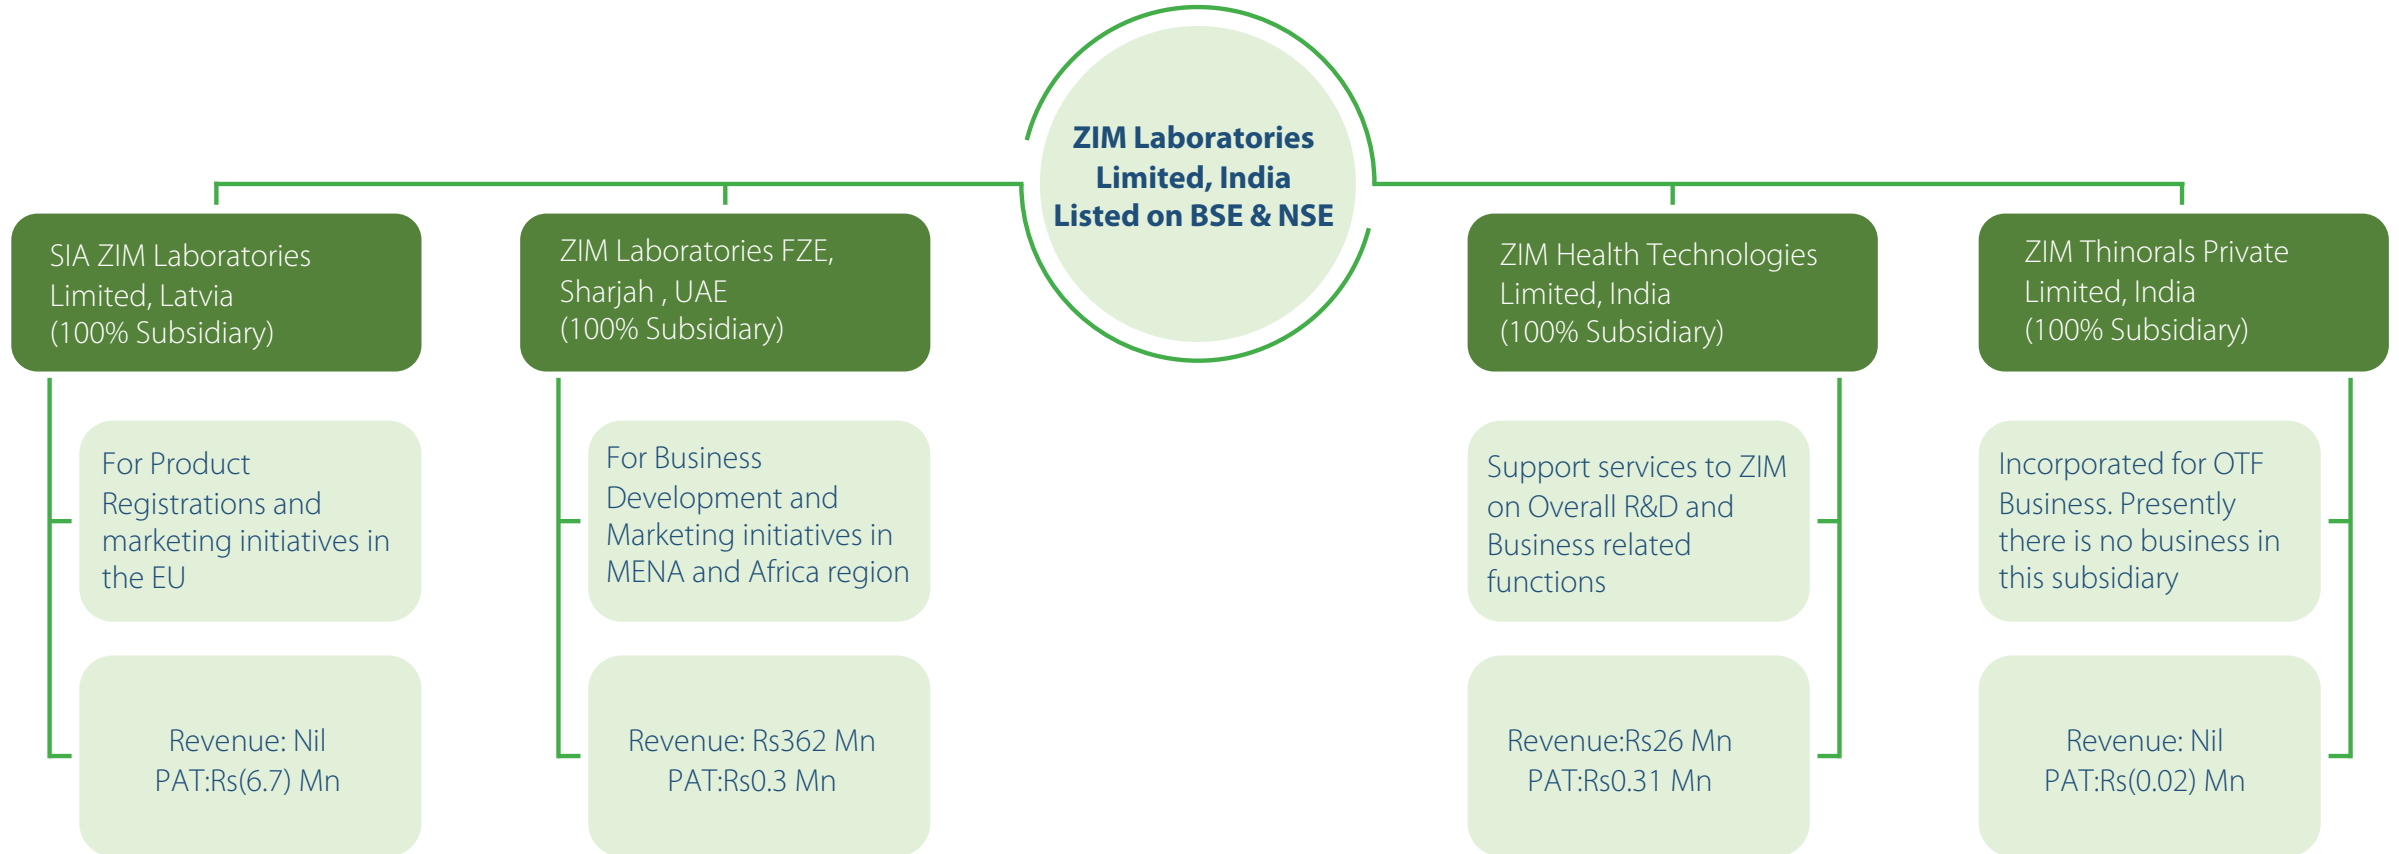 ZIM Laboratories
Limited, India
Listed on BSE & NSE
SIA ZIM Laboratories
Limited, Latvia
(100% Subsidiary)
For Product
Registrations and
marketing initiatives in
the EU
Revenue: Nil
PAT:Rs(6.7) Mn
ZIM Laboratories FZE,
Sharjah , UAE
(100% Subsidiary)
For Business
Development and
Marketing initiatives in
MENA and Africa region
Revenue: Rs362 Mn
PAT:Rs0.3 Mn
ZIM Health Technologies
Limited, India
(100% Subsidiary)
Support services to ZIM
on Overall R&D and
Business related
functions
Revenue:Rs26 Mn
PAT:Rs0.31 Mn
ZIM Thinorals Private
Limited, India
(100% Subsidiary)
Incorporated for OTF
Business. Presently
there is no business in
this subsidiary
Revenue: Nil
PAT:Rs(0.02) Mn